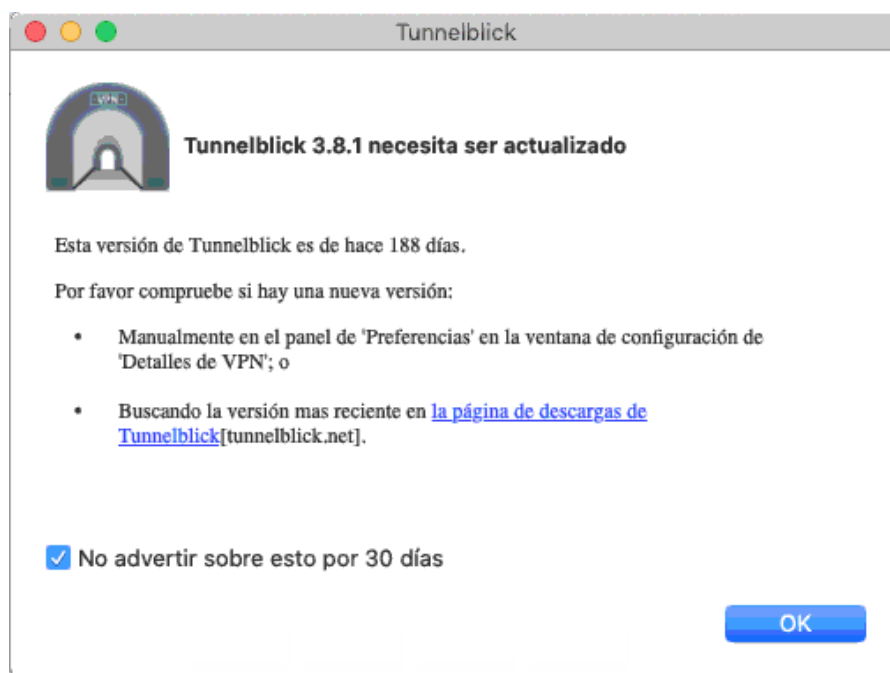 Tunnelblick
VPN
Tunnelblick 3.8.1 necesita ser actualizado
Esta versión de Tunnelblick es de hace 188 días.
Por favor compruebe si hay una nueva versión:
• Manualmente en el panel de 'Preferencias' en la ventana de configuración de
'Detalles de VPN'; o
• Buscando la versión mas reciente en la página de descargas de
Tunnelblick[tunnelblick.net].
No advertir sobre esto por 30 días
OK